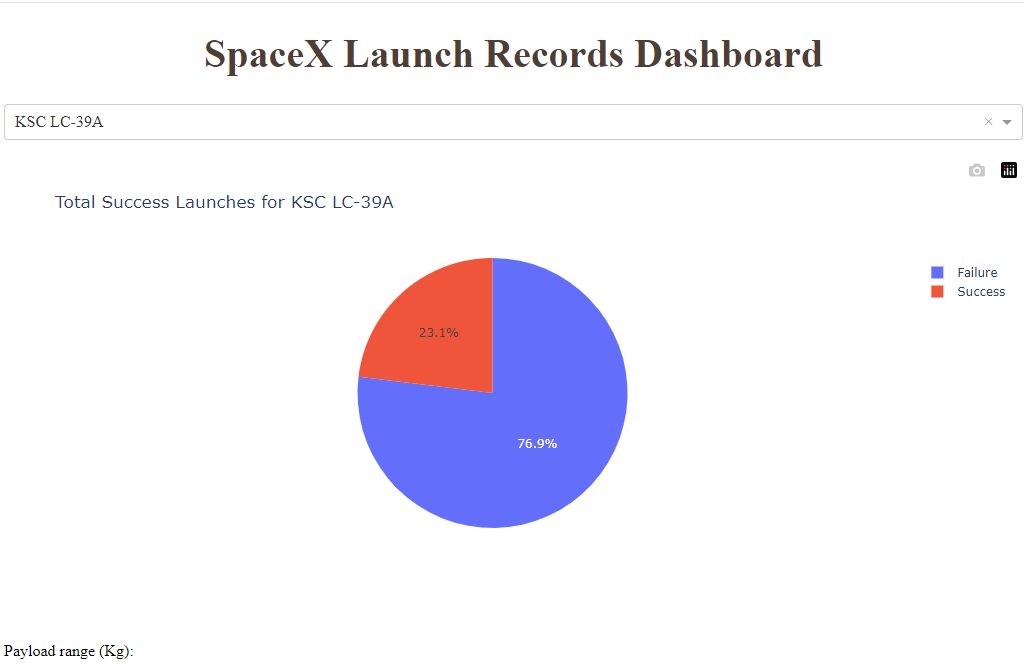 SpaceX Launch Records Dashboard
KSC LC-39A
Total Success Launches for KSC LC-39A
Failure
Success
23.1%
76.9%
Payload range (Kg):